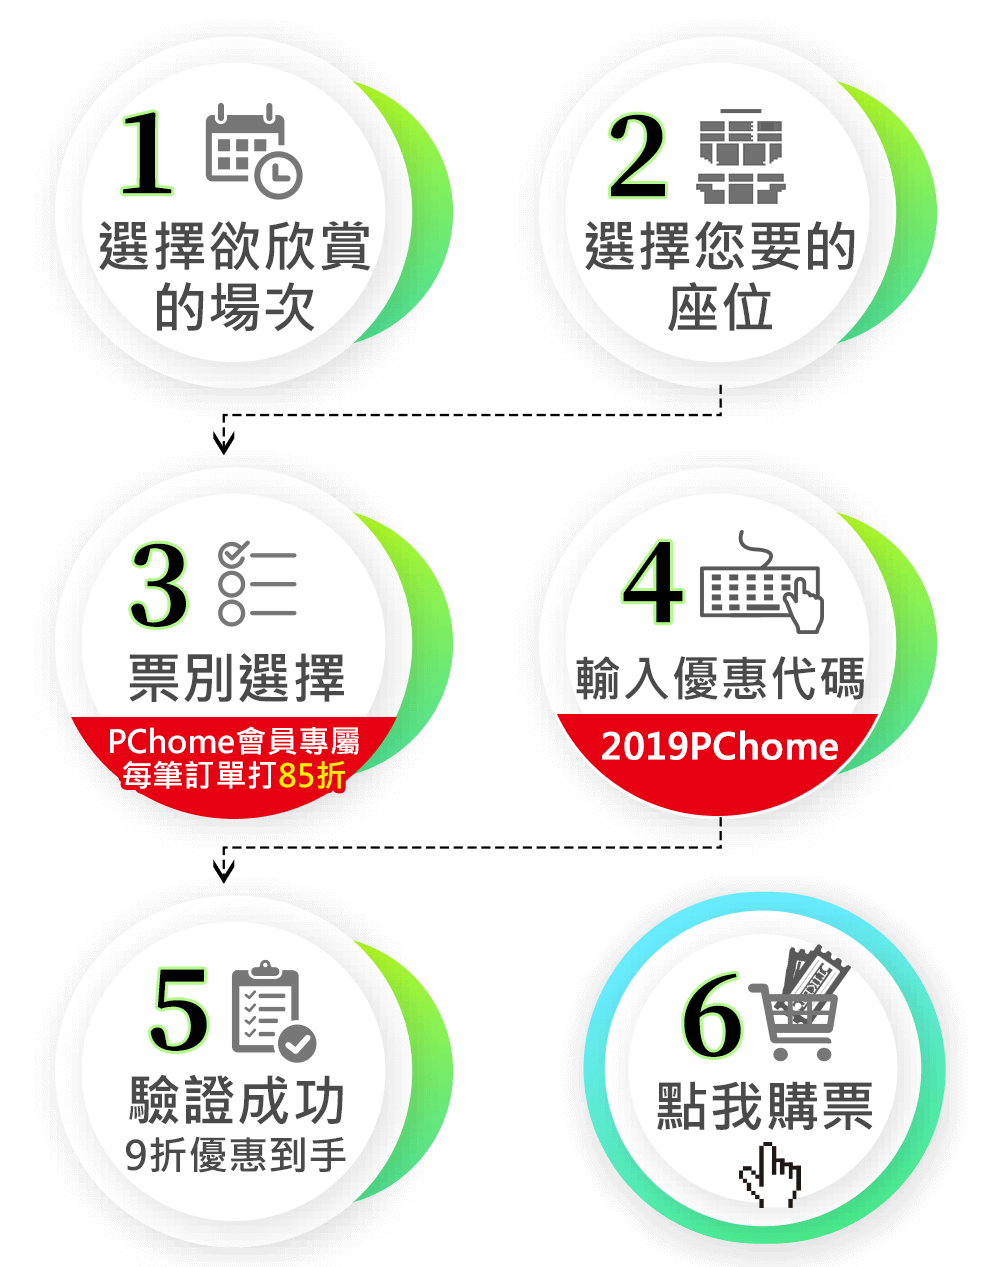 1
選擇欲欣賞
的場次
2
選擇您要的
座位
3
票別選擇
PChome會員專屬
每筆訂單打85折
4
輸入優惠代碼
2019PChome
5
驗證成功
9折優惠到手
6
點我購票